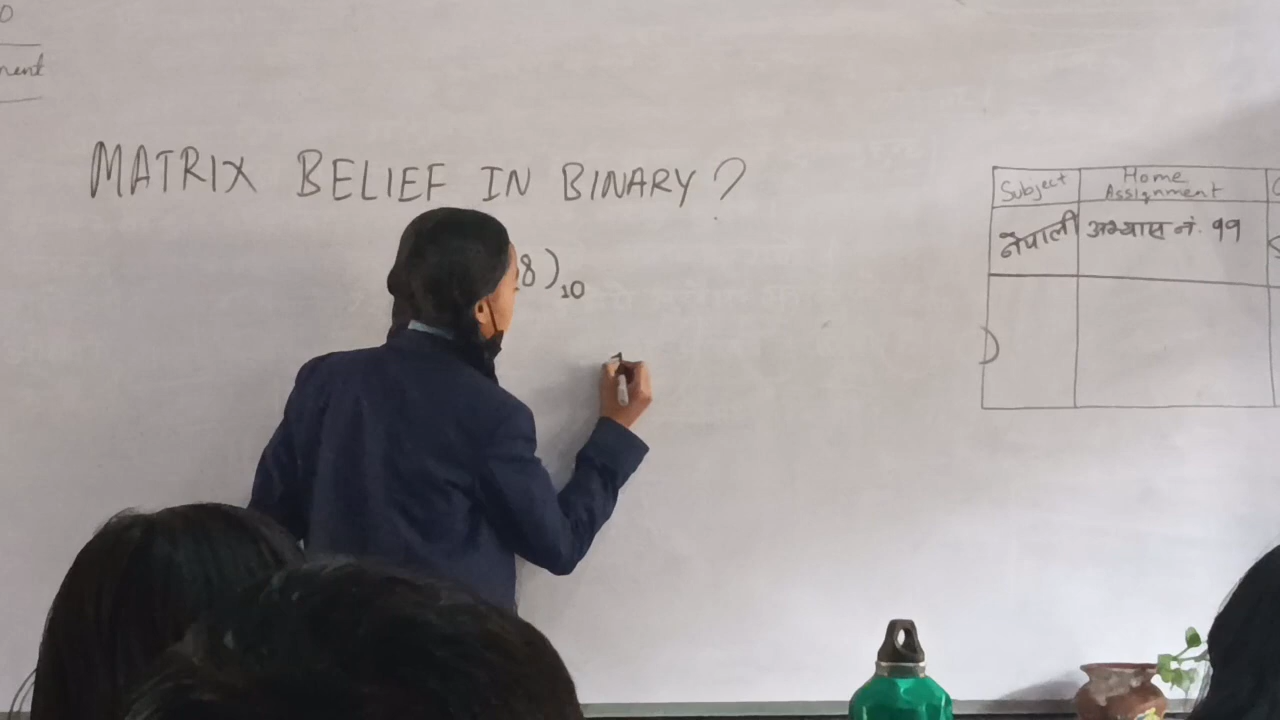 MATRIX BELIEF IN BINARY ?
8)10
Subject Home Assignment
नेपाली अभ्यास नं. ११